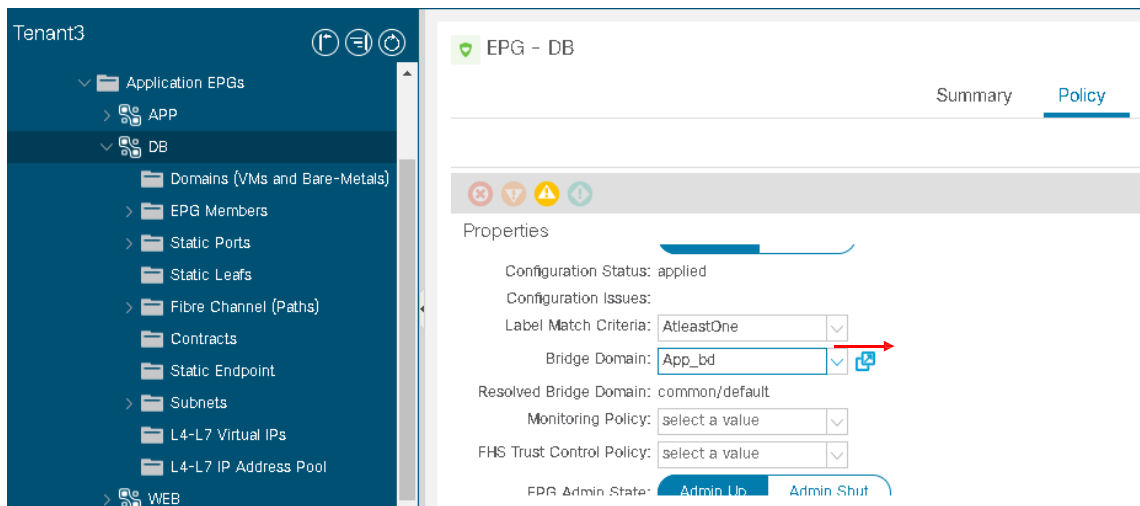 Tenant3
Application EPGs
APP
DB
Domains (VMs and Bare-Metals)
EPG Members
Static Ports
Static Leafs
Fibre Channel (Paths)
Contracts
Static Endpoint
Subnets
L4-L7 Virtual IPs
L4-L7 IP Address Pool
WEB
EPG - DB
Summary Policy
Properties
Configuration Status: applied
Configuration Issues:
Label Match Criteria: AtleastOne
Bridge Domain: App_bd
Resolved Bridge Domain: common/default
Monitoring Policy: select a value
FHS Trust Control Policy: select a value
EPG Admin State: Admin Up Admin Shut